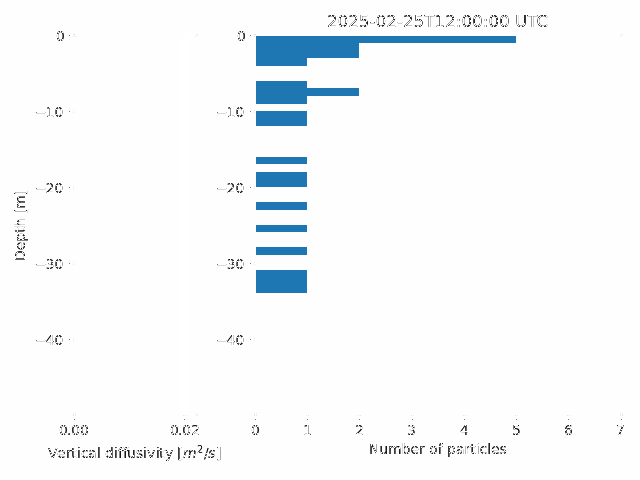 2025-02-25T12:00:00 UTC
0
−10
−20
−30
−40
Depth [m]
0.00 0.02
Vertical diffusivity [m²/s]
0
−10
−20
−30
−40
0 1 2 3 4 5 6 7
Number of particles